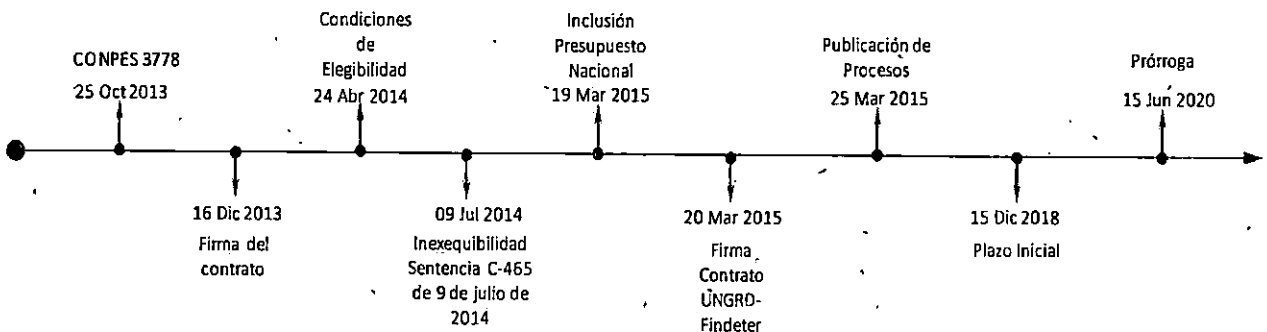 CONPES 3778
25 Oct 2013
16 Dic 2013
Firma del
contrato
Condiciones
de
Elegibilidad
24 Abr 2014
09 Jul 2014
Inexequibilidad
Sentencia C-465
de 9 de julio de
2014
Inclusión
Presupuesto
Nacional
19 Mar 2015
20 Mar 2015
Firma
Contrato
UNGRD-
Findeter
Publicación de
Procesos
25 Mar 2015
15 Dic 2018
Plazo Inicial
Prórroga
15 Jun 2020